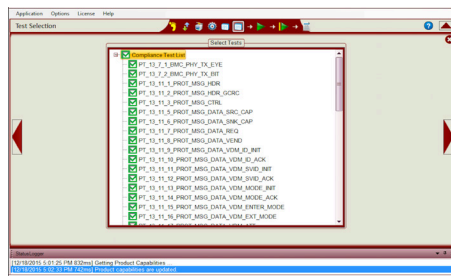 Application Options License Help
Test Selection
Select Tests
Compliance Test List
PT_13_7_1_BMC_PHY_TX_EYE
PT_13_7_2_BMC_PHY_TX_BIT
PT_13_11_1_PROT_MSG_HDR
PT_13_11_2_PROT_MSG_HDR_GCRC
PT_13_11_3_PROT_MSG_CTRL
PT_13_11_5_PROT_MSG_DATA_SRC_CAP
PT_13_11_6_PROT_MSG_DATA_SNK_CAP
PT_13_11_7_PROT_MSG_DATA_REQ
PT_13_11_8_PROT_MSG_DATA_VEND
PT_13_11_9_PROT_MSG_DATA_VDM_ID_INIT
PT_13_11_10_PROT_MSG_DATA_VDM_ID_ACK
PT_13_11_11_PROT_MSG_DATA_VDM_SVID_INIT
PT_13_11_12_PROT_MSG_DATA_VDM_SVID_ACK
PT_13_11_13_PROT_MSG_DATA_VDM_MODE_INIT
PT_13_11_14_PROT_MSG_DATA_VDM_MODE_ACK
PT_13_11_15_PROT_MSG_DATA_VDM_ENTER_MODE
PT_13_11_16_PROT_MSG_DATA_VDM_EXT_MODE
StatusLogger
[12/18/2015 5:01:25 PM 832ms] Getting Product Capabilities ...
[12/18/2015 5:02:33 PM 742ms] Product capabilities are updated.